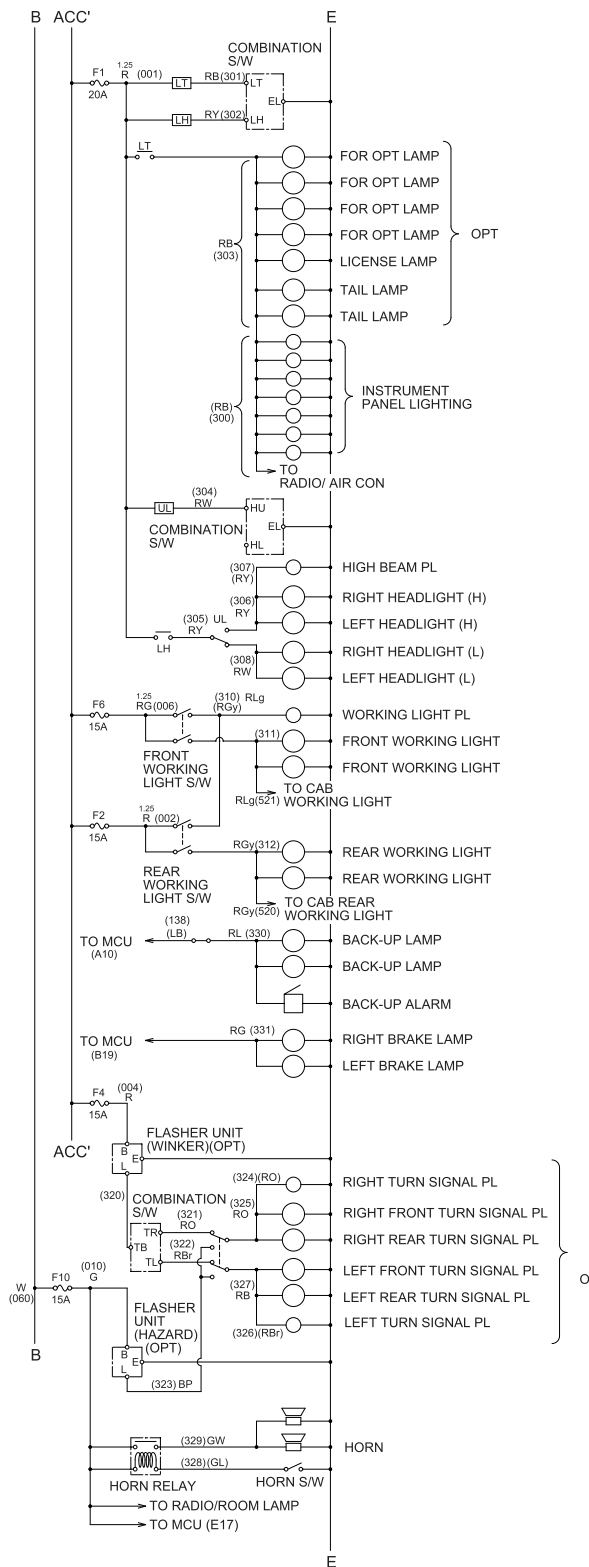 B ACC' E
COMBINATION
S/W
F1
20A
1.25
R
(001)
LT
RB(301)
LT
EL
LH
RY(302)
LH
LT
FOR OPT LAMP
FOR OPT LAMP
FOR OPT LAMP
FOR OPT LAMP
LICENSE LAMP
TAIL LAMP
TAIL LAMP
OPT
RB
(303)
(RB)
(300)
INSTRUMENT
PANEL LIGHTING
TO
RADIO/ AIR CON
UL
(304)
RW
HU
EL
HL
COMBINATION
S/W
(307)
(RY)
HIGH BEAM PL
(306)
RY
RIGHT HEADLIGHT (H)
LEFT HEADLIGHT (H)
LH
(305)
RY
UL
(308)
RW
RIGHT HEADLIGHT (L)
LEFT HEADLIGHT (L)
F6
15A
1.25
RG(006)
(310)
(RGy)
RLg
WORKING LIGHT PL
(311)
FRONT WORKING LIGHT
FRONT WORKING LIGHT
FRONT
WORKING
LIGHT S/W
RLg(521)
TO CAB
WORKING LIGHT
F2
15A
1.25
R (002)
RGy(312)
REAR WORKING LIGHT
REAR WORKING LIGHT
REAR
WORKING
LIGHT S/W
RGy(520)
TO CAB REAR
WORKING LIGHT
TO MCU
(A10)
(138)
(LB)
RL (330)
BACK-UP LAMP
BACK-UP LAMP
BACK-UP ALARM
TO MCU
(B19)
RG (331)
RIGHT BRAKE LAMP
LEFT BRAKE LAMP
F4
15A
(004)
R
ACC'
B
E
L
FLASHER UNIT
(WINKER)(OPT)
(320)
COMBINATION
S/W
TR
TB
TL
(321)
RO
(322)
RBr
(324)(RO)
(325)
RO
RIGHT TURN SIGNAL PL
RIGHT FRONT TURN SIGNAL PL
RIGHT REAR TURN SIGNAL PL
LEFT FRONT TURN SIGNAL PL
(327)
RB
LEFT REAR TURN SIGNAL PL
(326)(RBr)
LEFT TURN SIGNAL PL
O
W
(060)
F10
15A
(010)
G
B
FLASHER
UNIT
(HAZARD)
(OPT)
B
E
L
(323) BP
(329)GW
HORN
(328)(GL)
HORN RELAY
HORN S/W
TO RADIO/ROOM LAMP
TO MCU (E17)
E